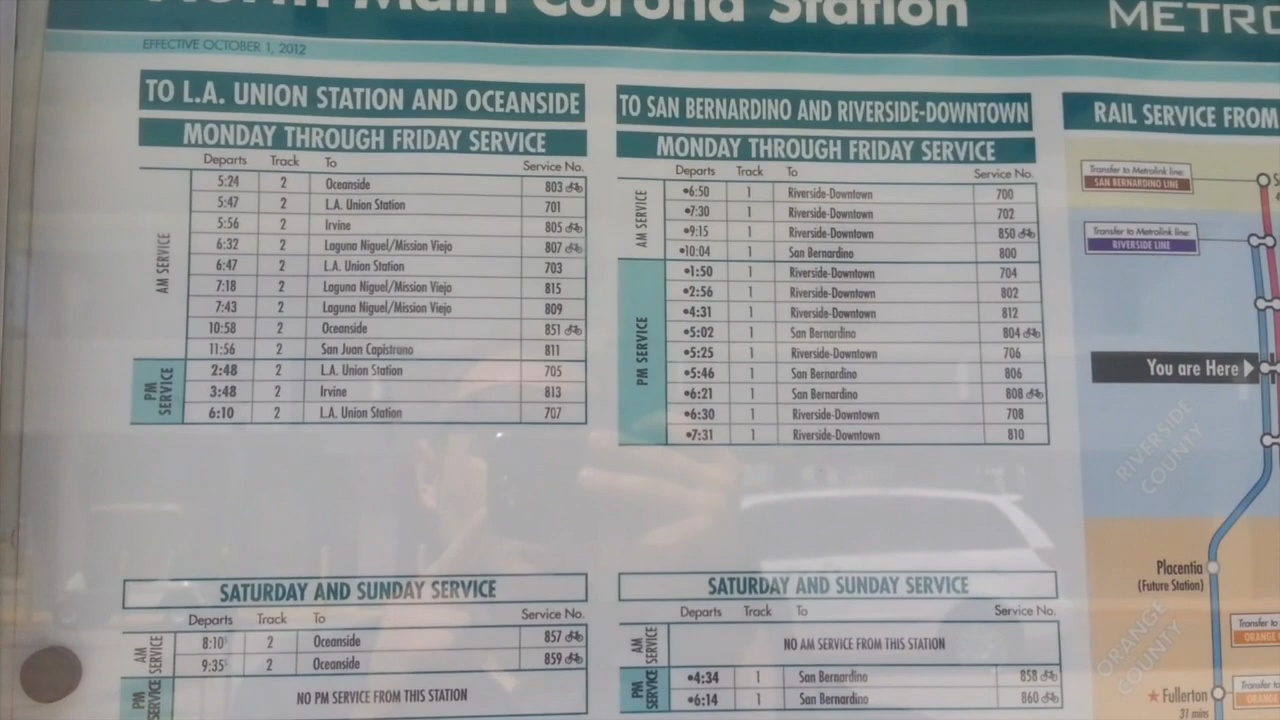 North Main Corona Station
METRO
EFFECTIVE OCTOBER 1, 2012
TO L.A. UNION STATION AND OCEANSIDE
MONDAY THROUGH FRIDAY SERVICE
Departs Track To Service No.
AM SERVICE
5:24 2 Oceanside 803
5:47 2 L.A. Union Station 701
5:56 2 Irvine 805
6:32 2 Laguna Niguel/Mission Viejo 807
6:47 2 L.A. Union Station 703
7:18 2 Laguna Niguel/Mission Viejo 815
7:43 2 Laguna Niguel/Mission Viejo 809
10:58 2 Oceanside 851
11:56 2 San Juan Capistrano 811
PM SERVICE
2:48 2 L.A. Union Station 705
3:48 2 Irvine 813
6:10 2 L.A. Union Station 707
TO SAN BERNARDINO AND RIVERSIDE-DOWNTOWN
MONDAY THROUGH FRIDAY SERVICE
Departs Track To Service No.
AM SERVICE
•6:50 1 Riverside-Downtown 700
•7:30 1 Riverside-Downtown 702
•9:15 1 Riverside-Downtown 850
•10:04 1 San Bernardino 800
PM SERVICE
•1:50 1 Riverside-Downtown 704
•2:56 1 Riverside-Downtown 802
•4:31 1 Riverside-Downtown 812
•5:02 1 San Bernardino 804
•5:25 1 Riverside-Downtown 706
•5:46 1 San Bernardino 806
•6:21 1 San Bernardino 808
•6:30 1 Riverside-Downtown 708
•7:31 1 Riverside-Downtown 810
SATURDAY AND SUNDAY SERVICE
Departs Track To Service No.
AM SERVICE
8:10 2 Oceanside 857
9:35 2 Oceanside 859
PM SERVICE
NO PM SERVICE FROM THIS STATION
SATURDAY AND SUNDAY SERVICE
Departs Track To Service No.
AM SERVICE
NO AM SERVICE FROM THIS STATION
PM SERVICE
•4:34 1 San Bernardino 858
•6:14 1 San Bernardino 860
RAIL SERVICE FROM
Transfer to Metrolink line:
SAN BERNARDINO LINE
Transfer to Metrolink line:
RIVERSIDE LINE
You are Here
RIVERSIDE
COUNTY
Placentia
(Future Station)
ORANGE
COUNTY
Transfer to
ORANGE
★ Fullerton
31 mins
Transfer to
ORANGE